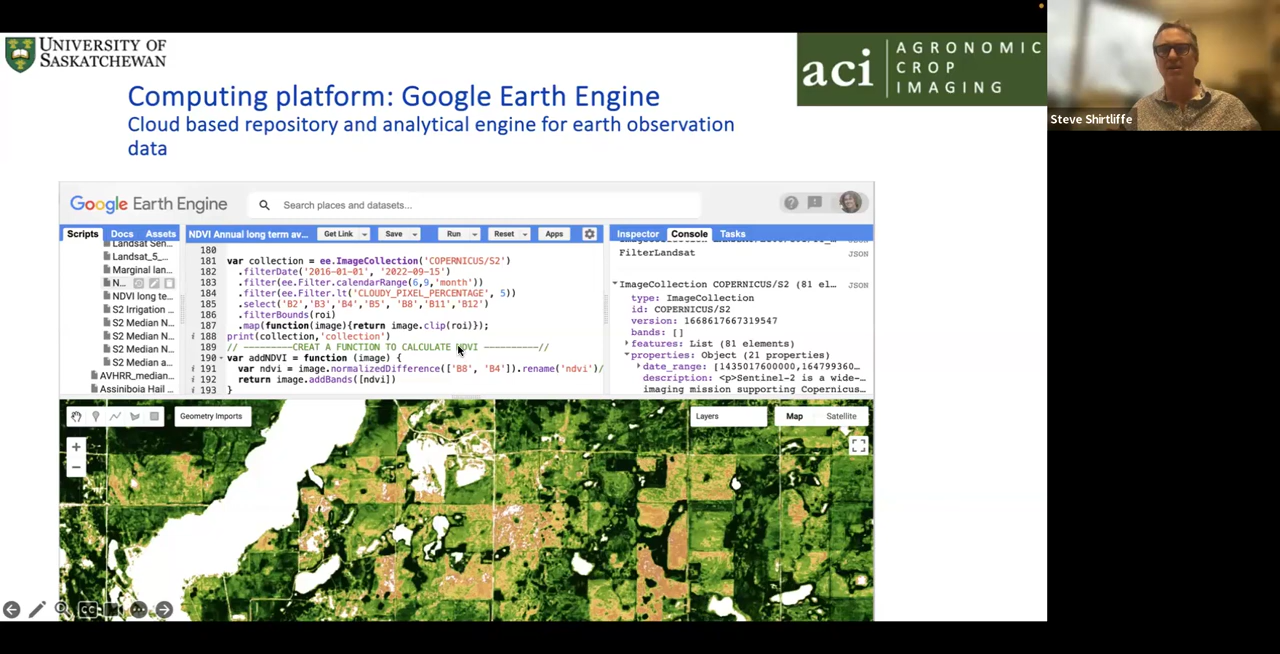 UNIVERSITY OF
SASKATCHEWAN
aci
AGRONOMIC
CROP
IMAGING
Steve Shirtliffe
Computing platform: Google Earth Engine
Cloud based repository and analytical engine for earth observation
data
Google Earth Engine
Search places and datasets...
Scripts Docs Assets
Landsat Sen...
Landsat_5_...
Marginal lan...
N...
NDVI long te...
S2 Irrigation ...
S2 Median N...
S2 Median N...
S2 Median N...
S2 Median a...
AVHRR_median...
Assiniboia Hail ...
NDVI Annual long term av... Get Link Save Run Reset Apps
180
181 var collection = ee.ImageCollection('COPERNICUS/S2')
182 .filterDate('2016-01-01', '2022-09-15')
183 .filter(ee.Filter.calendarRange(6,9,'month'))
184 .filter(ee.Filter.lt('CLOUDY_PIXEL_PERCENTAGE', 5))
185 .select('B2','B3','B4','B5', 'B8','B11','B12')
186 .filterBounds(roi)
187 .map(function(image){return image.clip(roi)});
188 print(collection,'collection')
189 // ----------CREAT A FUNCTION TO CALCULATE NDVI -----------//
190 var addNDVI = function (image) {
191 var ndvi = image.normalizedDifference(['B8', 'B4']).rename('ndvi')/
192 return image.addBands([ndvi])
193 }
Inspector Console Tasks
JSON
FilterLandsat
ImageCollection COPERNICUS/S2 (81 el... JSON
type: ImageCollection
id: COPERNICUS/S2
version: 1668617667319547
bands: []
features: List (81 elements)
properties: Object (21 properties)
date_range: [1435017600000,164799360...
description: <p>Sentinel-2 is a wide-...
imaging mission supporting Copernicus...
Geometry Imports
Layers
Map Satellite
+
−
CC